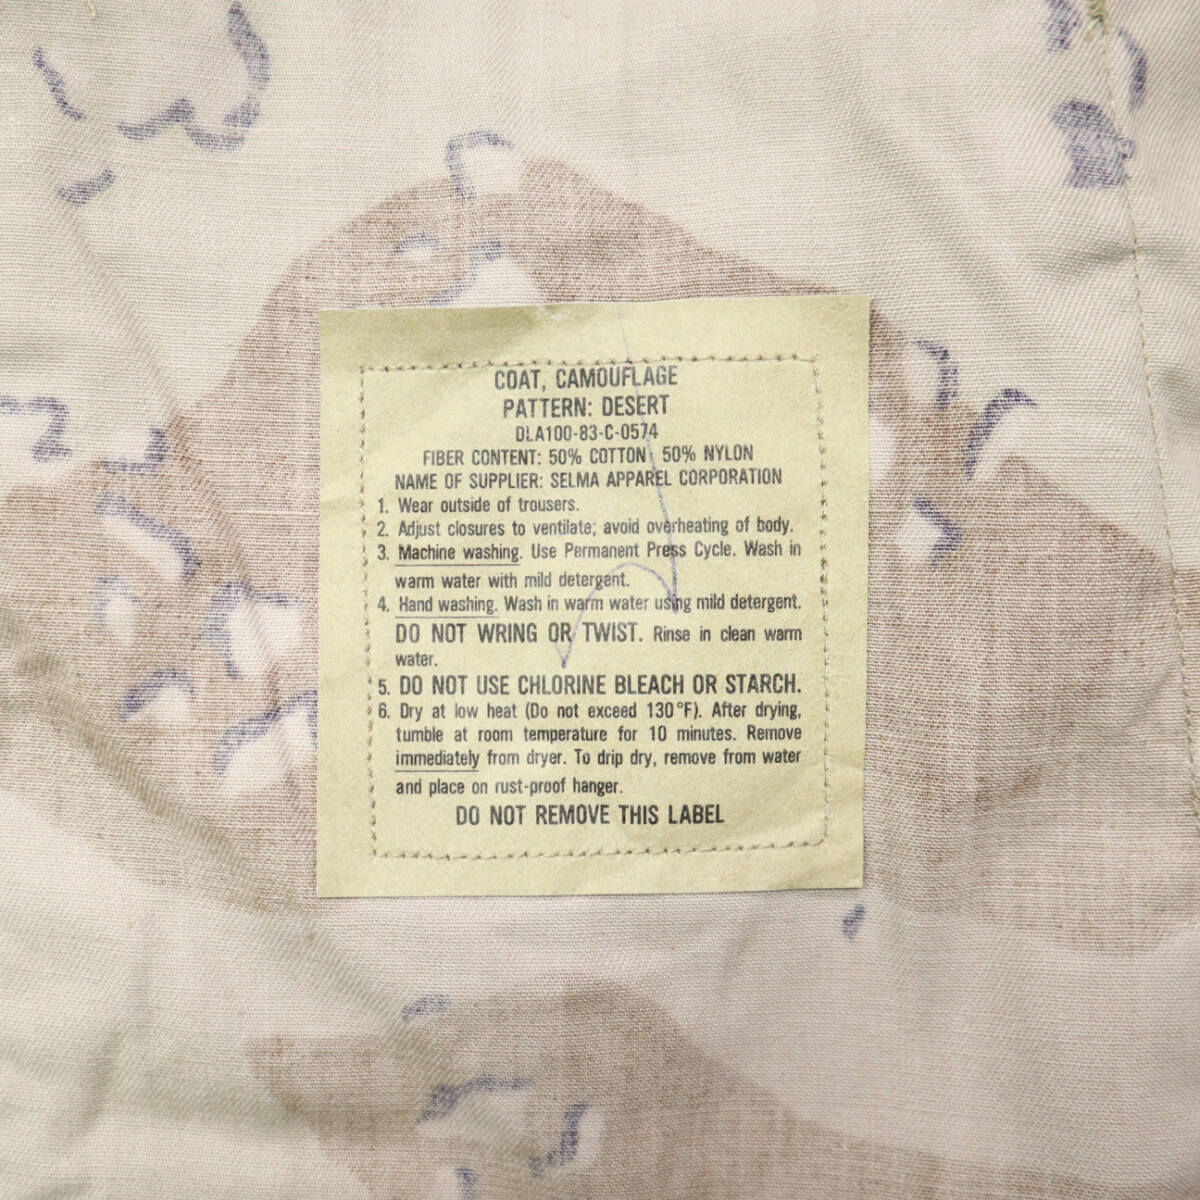 COAT, CAMOUFLAGE
PATTERN: DESERT
DLA100-83-C-0574
FIBER CONTENT: 50% COTTON 50% NYLON
NAME OF SUPPLIER: SELMA APPAREL CORPORATION
1. Wear outside of trousers.
2. Adjust closures to ventilate; avoid overheating of body.
3. Machine washing. Use Permanent Press Cycle. Wash in
warm water with mild detergent.
4. Hand washing. Wash in warm water using mild detergent.
DO NOT WRING OR TWIST. Rinse in clean warm
water.
5. DO NOT USE CHLORINE BLEACH OR STARCH.
6. Dry at low heat (Do not exceed 130°F). After drying,
tumble at room temperature for 10 minutes. Remove
immediately from dryer. To drip dry, remove from water
and place on rust-proof hanger.
DO NOT REMOVE THIS LABEL